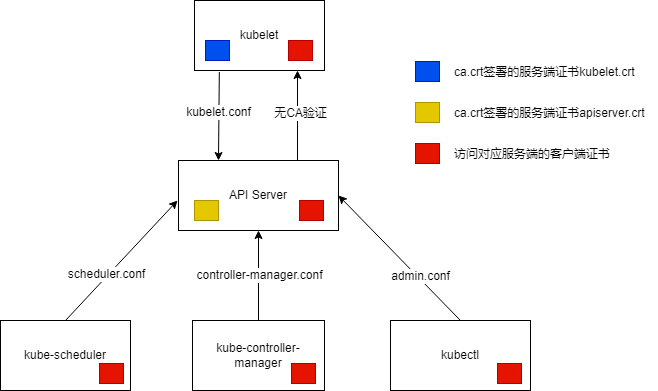 kubelet
ca.crt签署的服务端证书kubelet.crt
kubelet.conf
无CA验证
ca.crt签署的服务端证书apiserver.crt
访问对应服务端的客户端证书
API Server
scheduler.conf
controller-manager.conf
admin.conf
kube-scheduler
kube-controller-
manager
kubectl